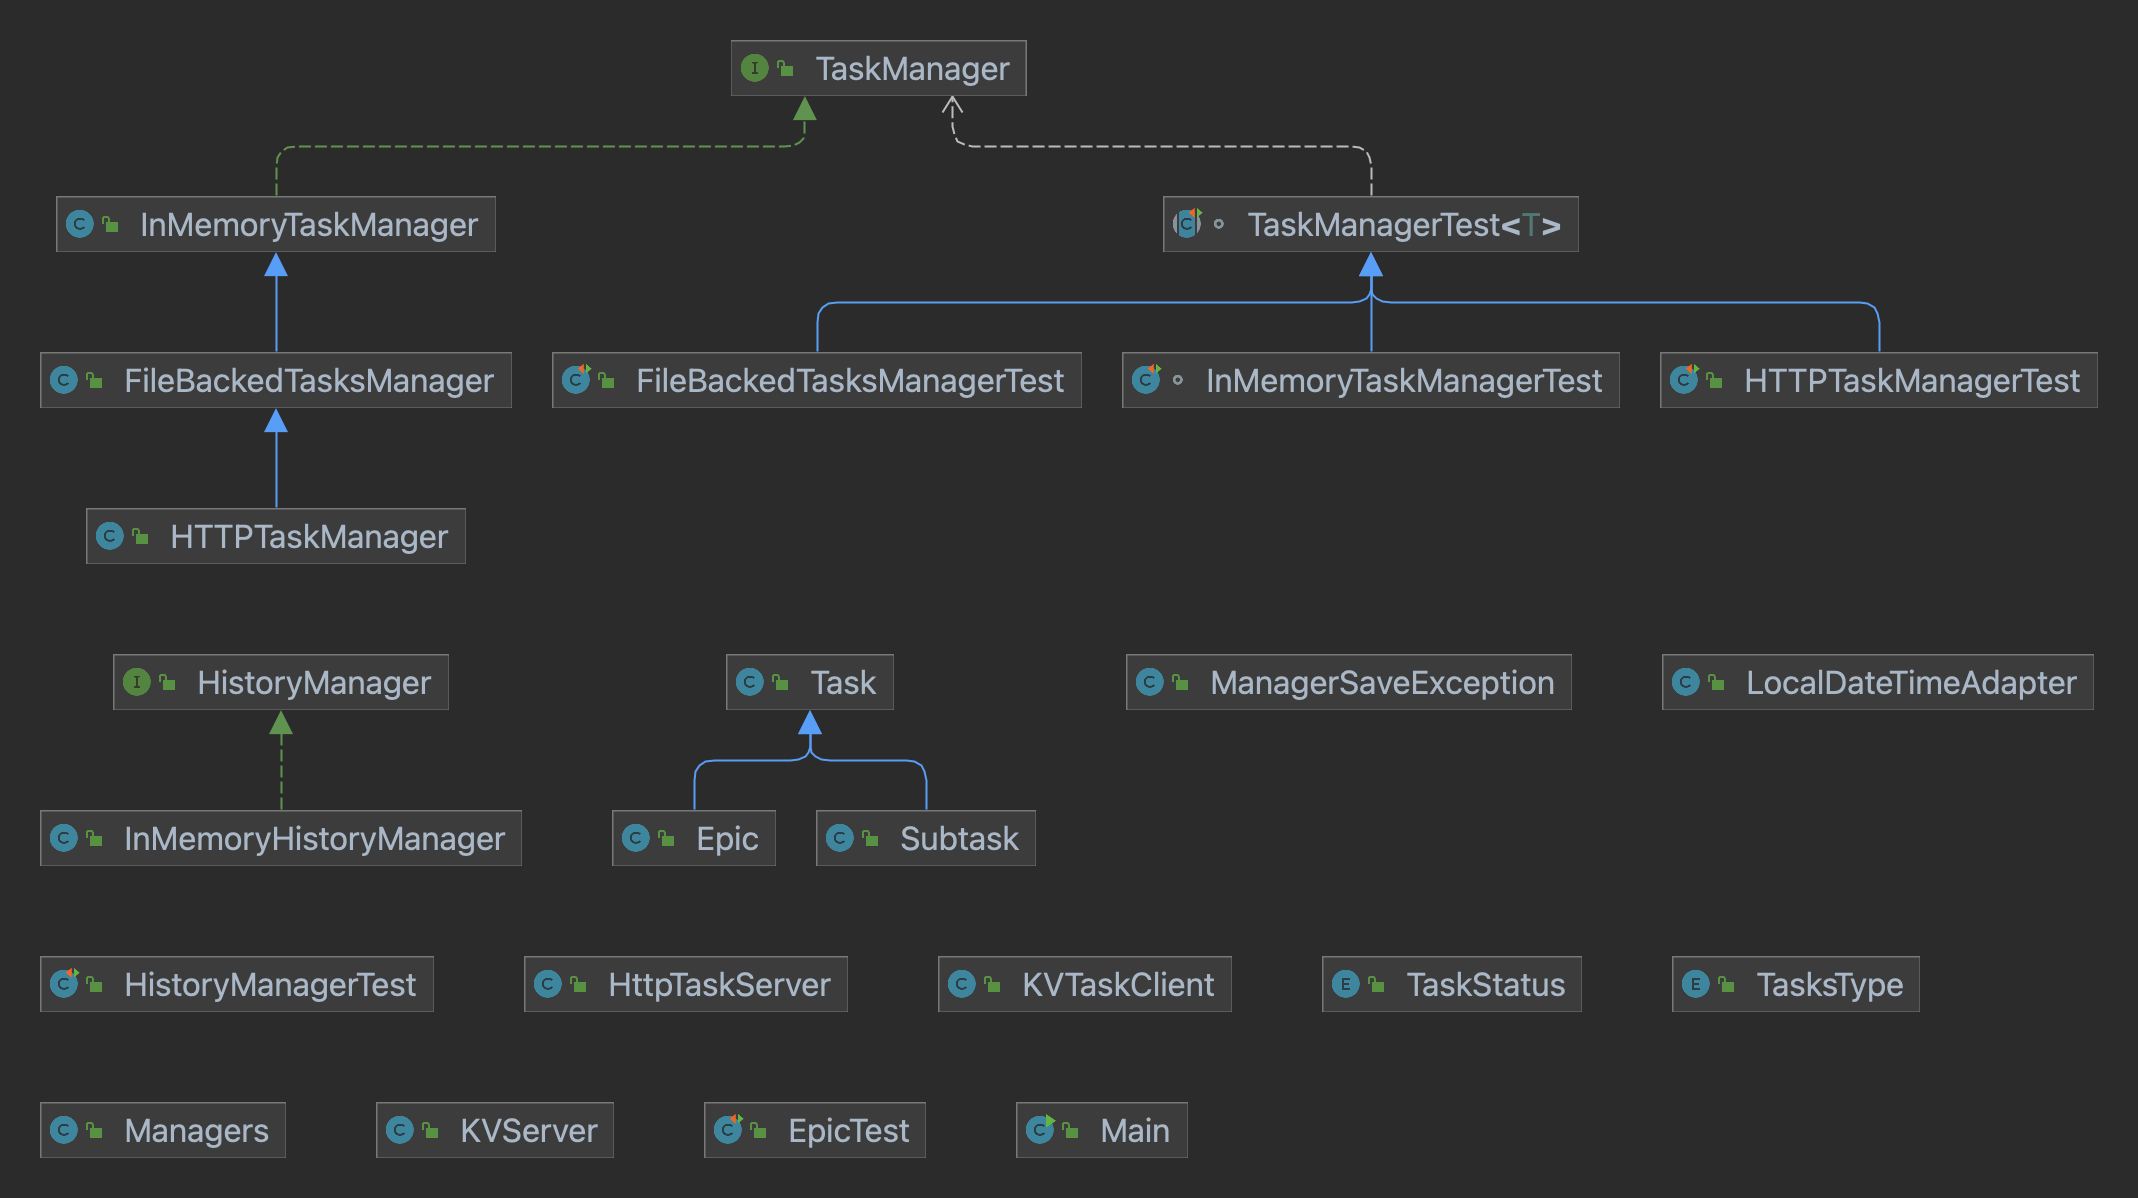 TaskManager
InMemoryTaskManager
TaskManagerTest<T>
FileBackedTasksManager
FileBackedTasksManagerTest
InMemoryTaskManagerTest
HTTPTaskManagerTest
HTTPTaskManager
HistoryManager
Task
ManagerSaveException
LocalDateTimeAdapter
InMemoryHistoryManager
Epic
Subtask
HistoryManagerTest
HttpTaskServer
KVTaskClient
TaskStatus
TasksType
Managers
KVServer
EpicTest
Main